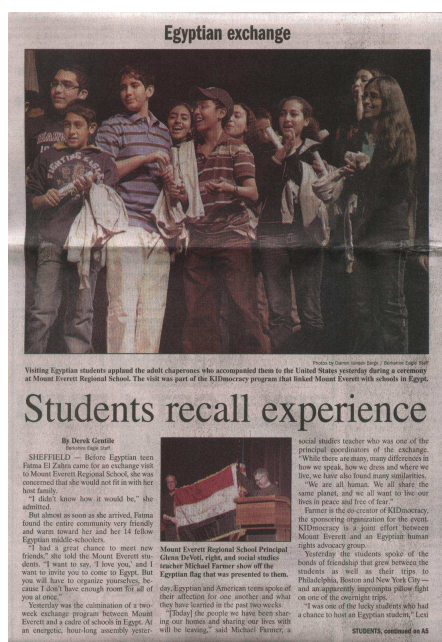 Egyptian exchange
FIGHTING EAGLES
Photos by Darren Vanden Berge / Berkshire Eagle Staff
Visiting Egyptian students applaud the adult chaperones who accompanied them to the United States yesterday during a ceremony
at Mount Everett Regional School. The visit was part of the KIDmocracy program that linked Mount Everett with schools in Egypt.
Students recall experience
By Derek Gentile
Berkshire Eagle Staff
SHEFFIELD — Before Egyptian teen
Fatma El Zahra came for an exchange visit
to Mount Everett Regional School, she was
concerned that she would not fit in with her
host family.
"I didn't know how it would be," she
admitted.
But almost as soon as she arrived, Fatma
found the entire community very friendly
and warm toward her and her 14 fellow
Egyptian middle-schoolers.
"I had a great chance to meet new
friends," she told the Mount Everett stu-
dents. "I want to say, 'I love you,' and I
want to invite you to come to Egypt. But
you will have to organize yourselves, be-
cause I don't have enough room for all of
you at once."
Yesterday was the culmination of a two-
week exchange program between Mount
Everett and a cadre of schools in Egypt. At
an energetic, hour-long assembly yester-
Mount Everett Regional School Principal
Glenn DeVoti, right, and social studies
teacher Michael Farmer show off the
Egyptian flag that was presented to them.
day, Egyptian and American teens spoke of
their affection for one another and what
they have learned in the past two weeks.
"[Today] the people we have been shar-
ing our homes and sharing our lives with
will be leaving," said Michael Farmer, a
social studies teacher who was one of the
principal coordinators of the exchange.
"While there are many, many differences in
how we speak, how we dress and where we
live, we have also found many similarities.
"We are all human. We all share the
same planet, and we all want to live our
lives in peace and free of fear."
Farmer is the co-creator of KIDmocracy,
the sponsoring organization for the event.
KIDmocracy is a joint effort between
Mount Everett and an Egyptian human
rights advocacy group.
Yesterday the students spoke of the
bonds of friendship that grew between the
students as well as their trips to
Philadelphia, Boston and New York City —
and an apparently impromptu pillow fight
on one of the overnight trips.
"I was one of the lucky students who had
a chance to host an Egyptian student," Lexi
STUDENTS, continued on A8